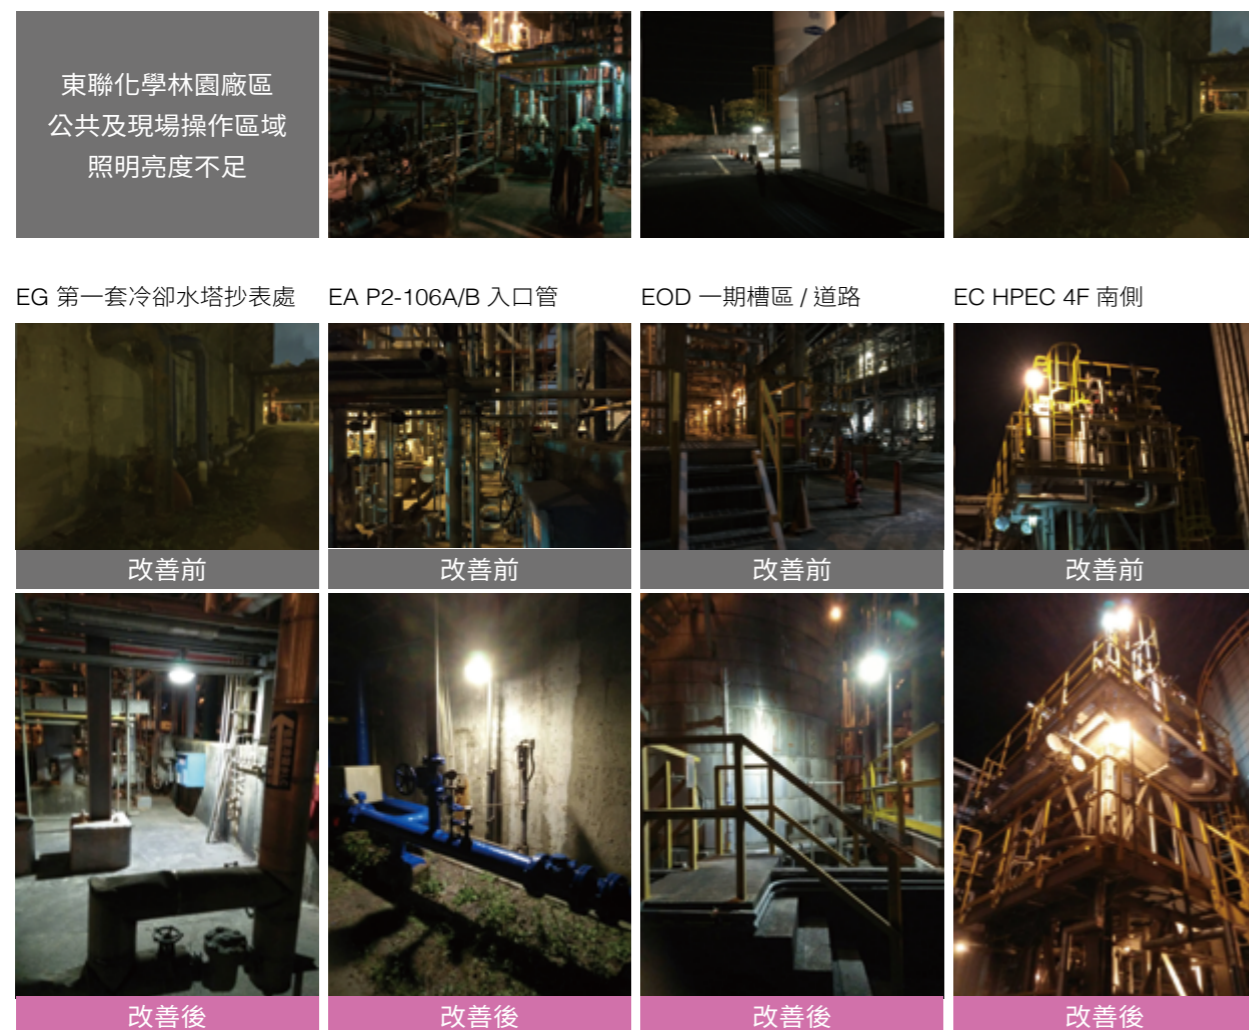 東聯化學林園廠區
公共及現場操作區域
照明亮度不足
EG 第一套冷卻水塔抄表處
EA P2-106A/B 入口管
EOD 一期槽區 / 道路
EC HPEC 4F 南側
改善前
改善前
改善前
改善前
改善後
改善後
改善後
改善後